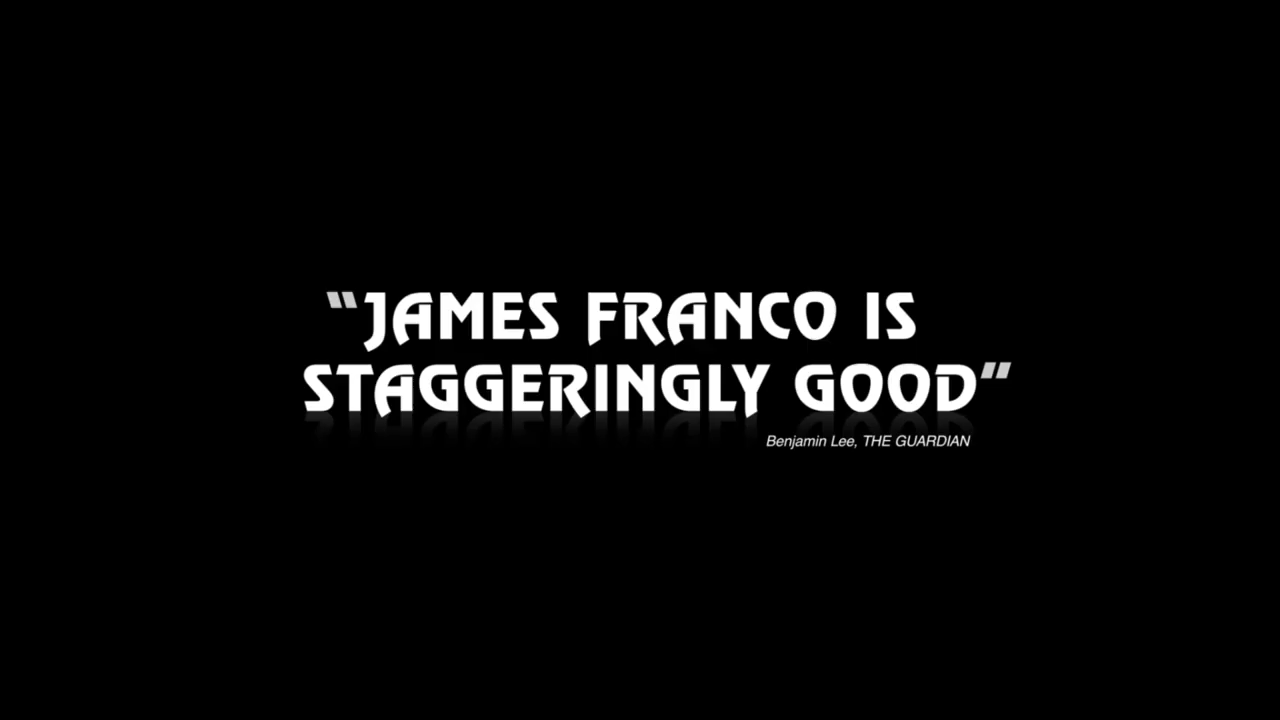 "JAMES FRANCO IS
STAGGERINGLY GOOD"
Benjamin Lee, THE GUARDIAN